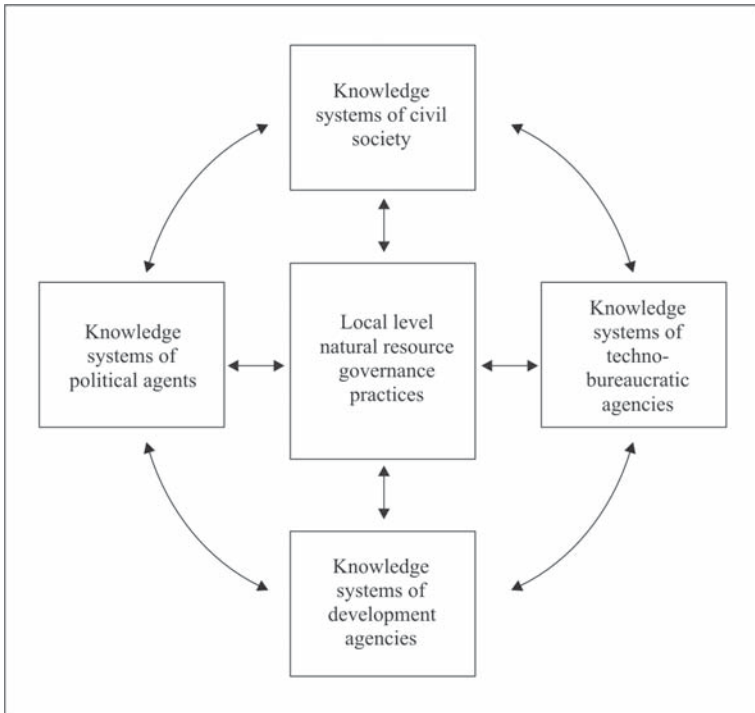 Knowledge
systems of civil
society
Knowledge
systems of
political agents
Local level
natural resource
governance
practices
Knowledge
systems of
techno-
bureaucratic
agencies
Knowledge
systems of
development
agencies